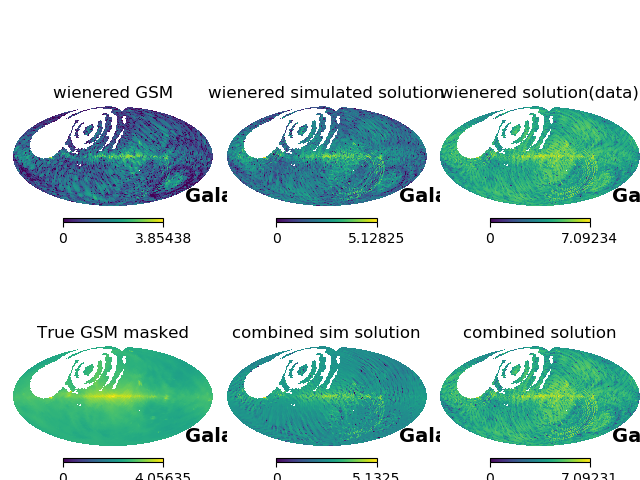 wienered GSM
wienered simulated solution
wienered solution(data)
Gala
Gala
Ga
0 3.85438
0 5.12825
0 7.09234
True GSM masked
combined sim solution
combined solution
Gala
Gala
Ga
0 4.05635
0 5.1325
0 7.09231